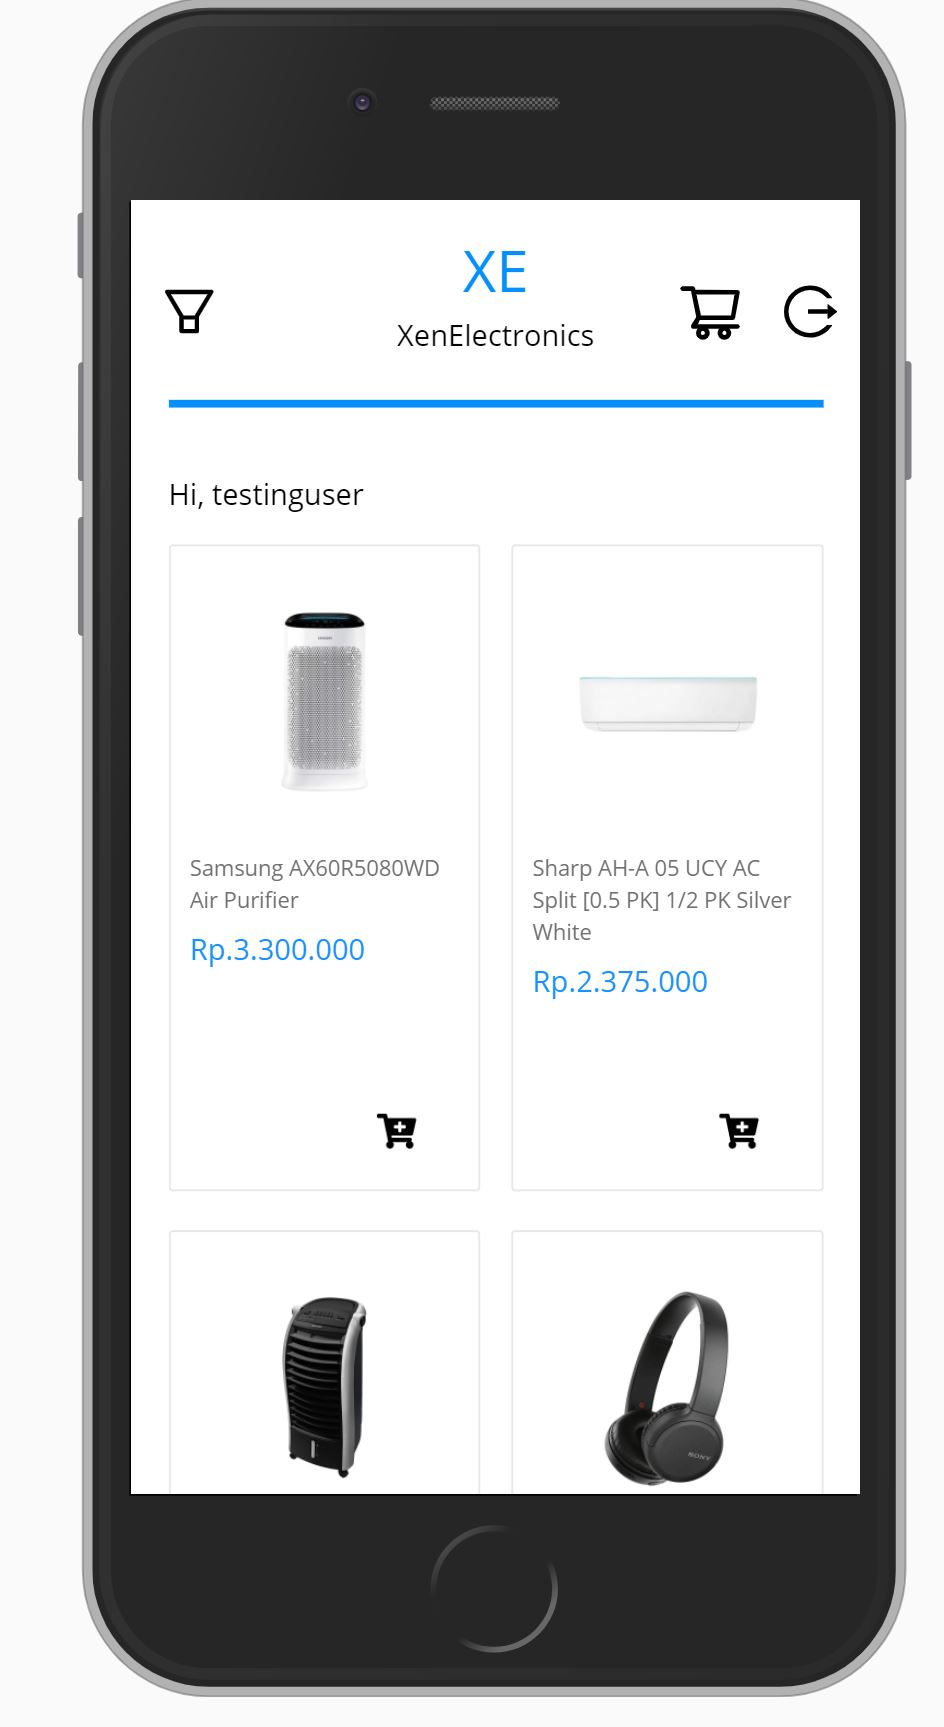 XE
XenElectronics
Hi, testinguser
Samsung AX60R5080WD
Air Purifier
Rp.3.300.000
Sharp AH-A 05 UCY AC
Split [0.5 PK] 1/2 PK Silver
White
Rp.2.375.000
SONY